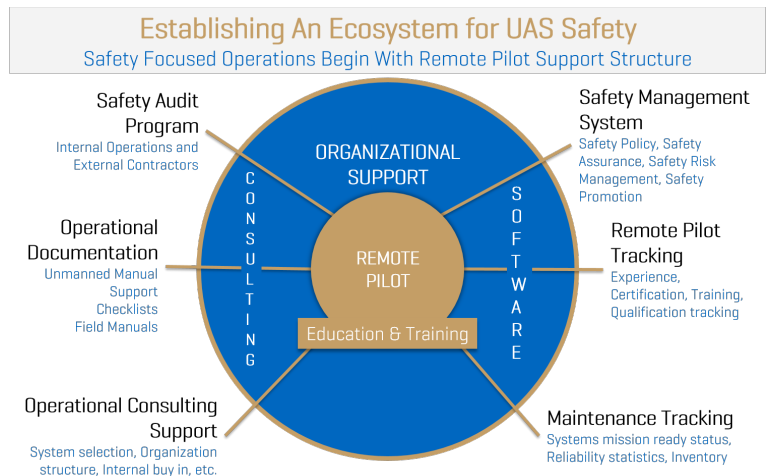 Establishing An Ecosystem for UAS Safety
Safety Focused Operations Begin With Remote Pilot Support Structure
Safety Audit
Program
Internal Operations and
External Contractors
Operational
Documentation
Unmanned Manual
Support
Checklists
Field Manuals
Operational Consulting
Support
System selection, Organization
structure, Internal buy in, etc.
ORGANIZATIONAL
SUPPORT
CONSULTING
REMOTE
PILOT
Education & Training
SOFTWARE
Safety Management
System
Safety Policy, Safety
Assurance, Safety Risk
Management, Safety
Promotion
Remote Pilot
Tracking
Experience,
Certification, Training,
Qualification tracking
Maintenance Tracking
Systems mission ready status,
Reliability statistics, Inventory